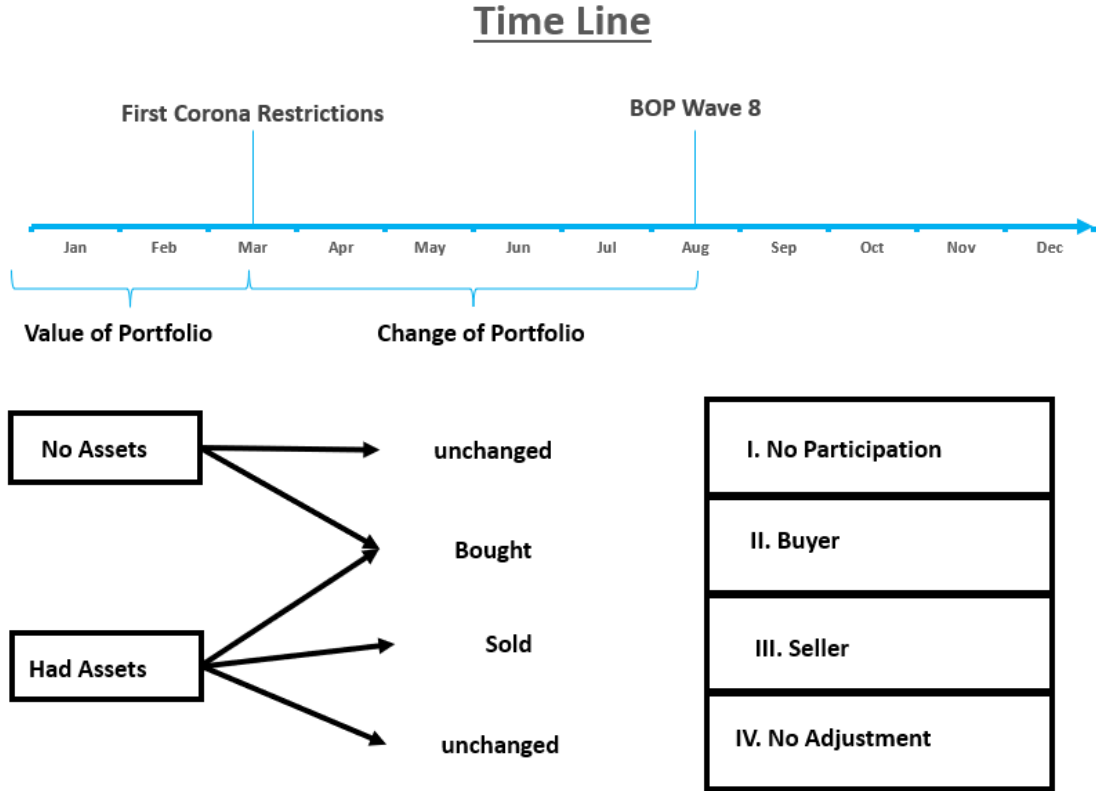 Time Line
First Corona Restrictions
BOP Wave 8
Jan Feb Mar Apr May Jun Jul Aug Sep Oct Nov Dec
Value of Portfolio
Change of Portfolio
No Assets
unchanged
I. No Participation
Bought
II. Buyer
Had Assets
Sold
III. Seller
unchanged
IV. No Adjustment